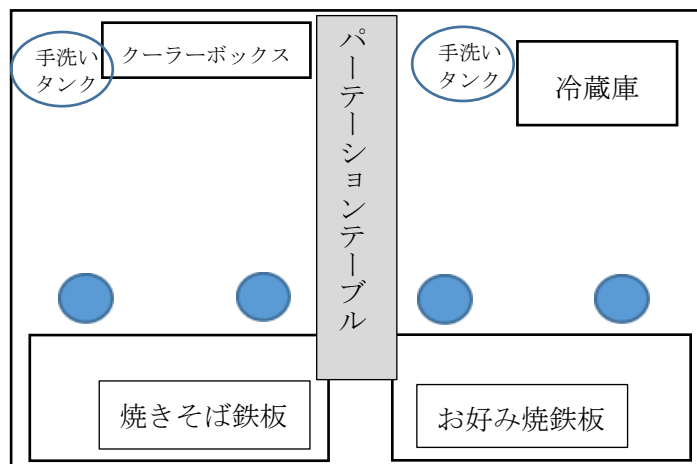 手洗い
タンク
クーラーボックス
パーテーションテーブル
手洗い
タンク
冷蔵庫
焼きそば鉄板
お好み焼鉄板